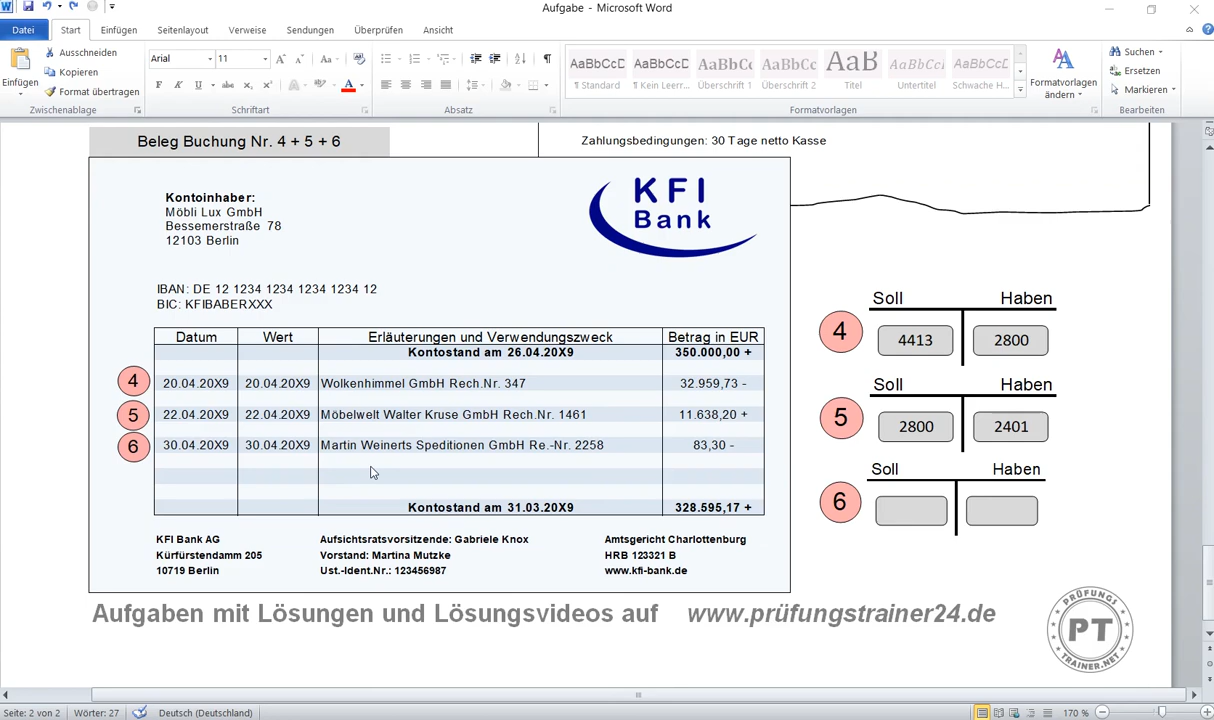 Aufgabe - Microsoft Word
Datei Start Einfügen Seitenlayout Verweise Sendungen Überprüfen Ansicht
Einfügen
Ausschneiden
Kopieren
Format übertragen
Zwischenablage
Arial 11
F K U abc x₂ x²
Schriftart
Absatz
AaBbCcD AaBbCcD AaBbCc AaBbCc AaB AaBbCcL AaBbCcD
¶ Standard ¶ Kein Leerr... Überschrift 1 Überschrift 2 Titel Untertitel Schwache H...
Formatvorlagen
Formatvorlagen ändern
Suchen
Ersetzen
Markieren
Bearbeiten
Beleg Buchung Nr. 4 + 5 + 6
Zahlungsbedingungen: 30 Tage netto Kasse
Kontoinhaber:
Möbli Lux GmbH
Bessemerstraße 78
12103 Berlin
KFI
Bank
IBAN: DE 12 1234 1234 1234 1234 12
BIC: KFIBABERXXX
Datum Wert Erläuterungen und Verwendungszweck Betrag in EUR
Kontostand am 26.04.20X9 350.000,00 +
4 20.04.20X9 20.04.20X9 Wolkenhimmel GmbH Rech.Nr. 347 32.959,73 -
5 22.04.20X9 22.04.20X9 Möbelwelt Walter Kruse GmbH Rech.Nr. 1461 11.638,20 +
6 30.04.20X9 30.04.20X9 Martin Weinerts Speditionen GmbH Re.-Nr. 2258 83,30 -
Kontostand am 31.03.20X9 328.595,17 +
KFI Bank AG Aufsichtsratsvorsitzende: Gabriele Knox Amtsgericht Charlottenburg
Kürfürstendamm 205 Vorstand: Martina Mutzke HRB 123321 B
10719 Berlin Ust.-Ident.Nr.: 123456987 www.kfi-bank.de
Soll Haben
4 4413 2800
Soll Haben
5 2800 2401
Soll Haben
6
Aufgaben mit Lösungen und Lösungsvideos auf www.prüfungstrainer24.de
PRÜFUNGS
PT
TRAINER.NET
Seite: 2 von 2 Wörter: 27 Deutsch (Deutschland) 170 %